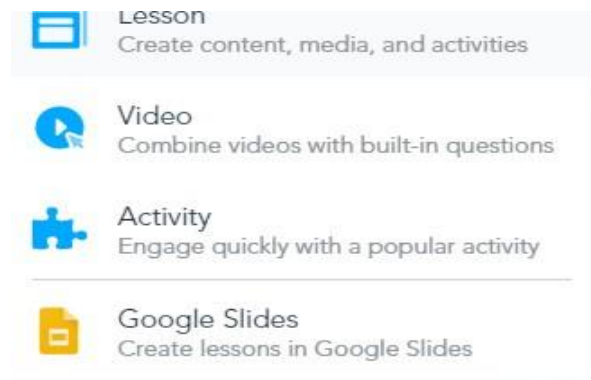 Lesson
Create content, media, and activities
Video
Combine videos with built-in questions
Activity
Engage quickly with a popular activity
Google Slides
Create lessons in Google Slides